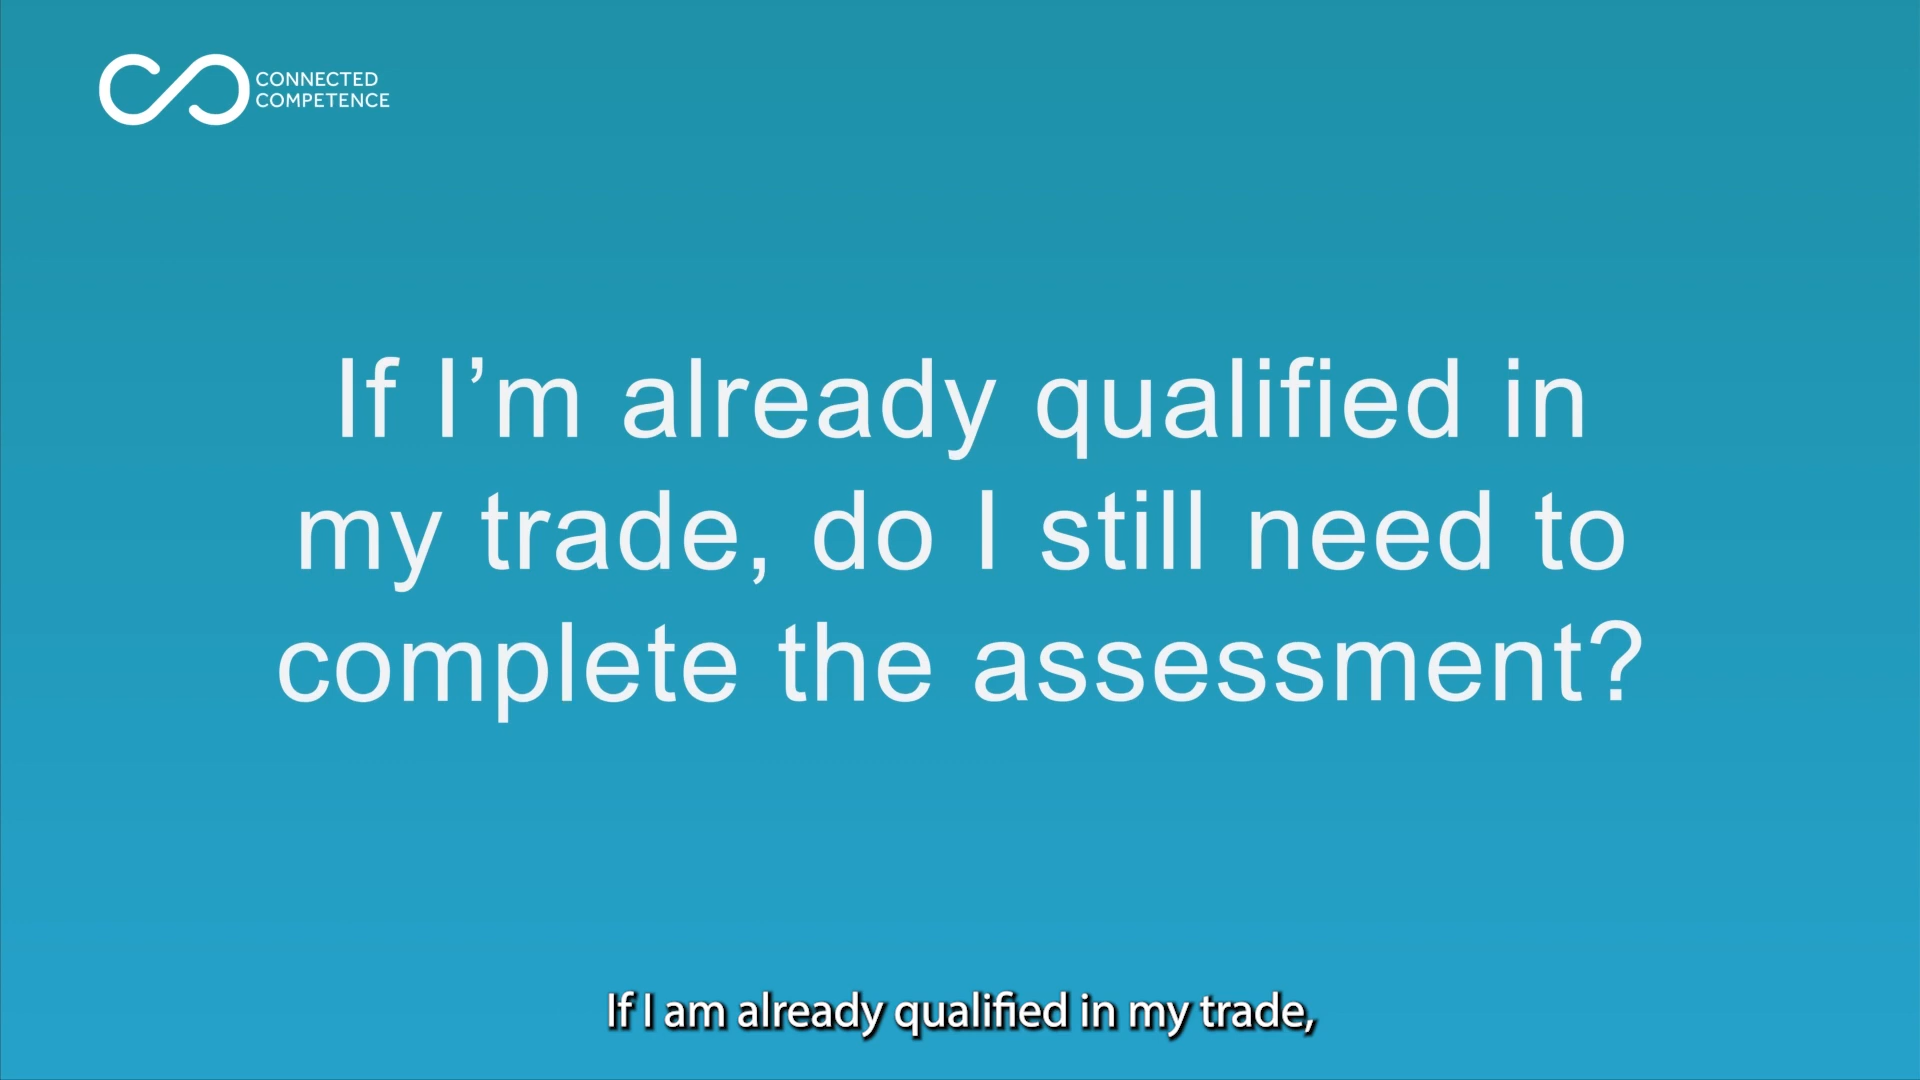 CONNECTED
COMPETENCE
If I’m already qualified in
my trade, do I still need to
complete the assessment?
If I am already qualified in my trade,